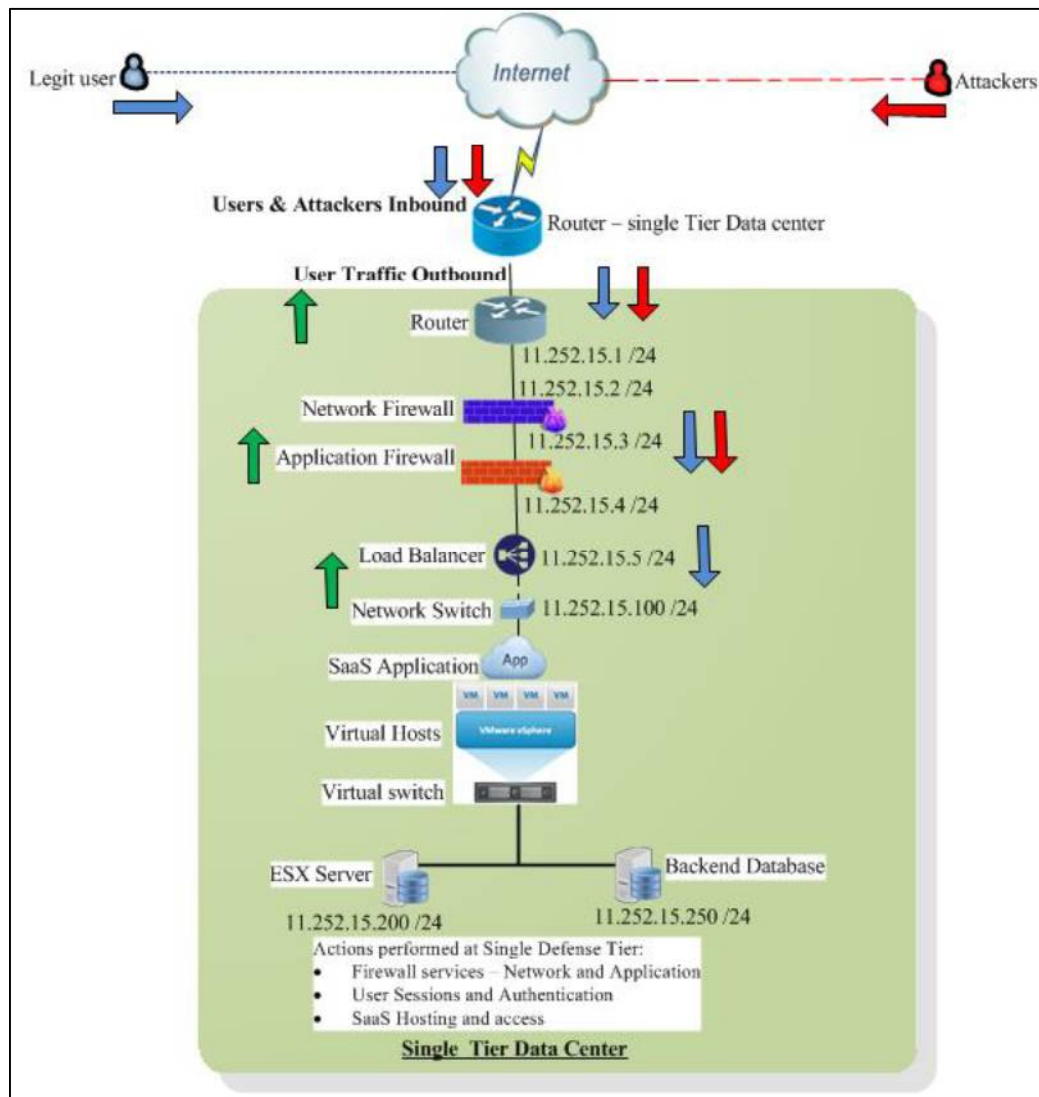 Internet
Legit user
Attackers
Users & Attackers Inbound
Router – single Tier Data center
User Traffic Outbound
Router
11.252.15.1 /24
11.252.15.2 /24
Network Firewall
11.252.15.3 /24
Application Firewall
11.252.15.4 /24
Load Balancer
11.252.15.5 /24
Network Switch
11.252.15.100 /24
SaaS Application
App
VM VM VM VM
Virtual Hosts
VMware vSphere
Virtual switch
ESX Server
Backend Database
11.252.15.200 /24
11.252.15.250 /24
Actions performed at Single Defense Tier:
• Firewall services – Network and Application
• User Sessions and Authentication
• SaaS Hosting and access
Single Tier Data Center